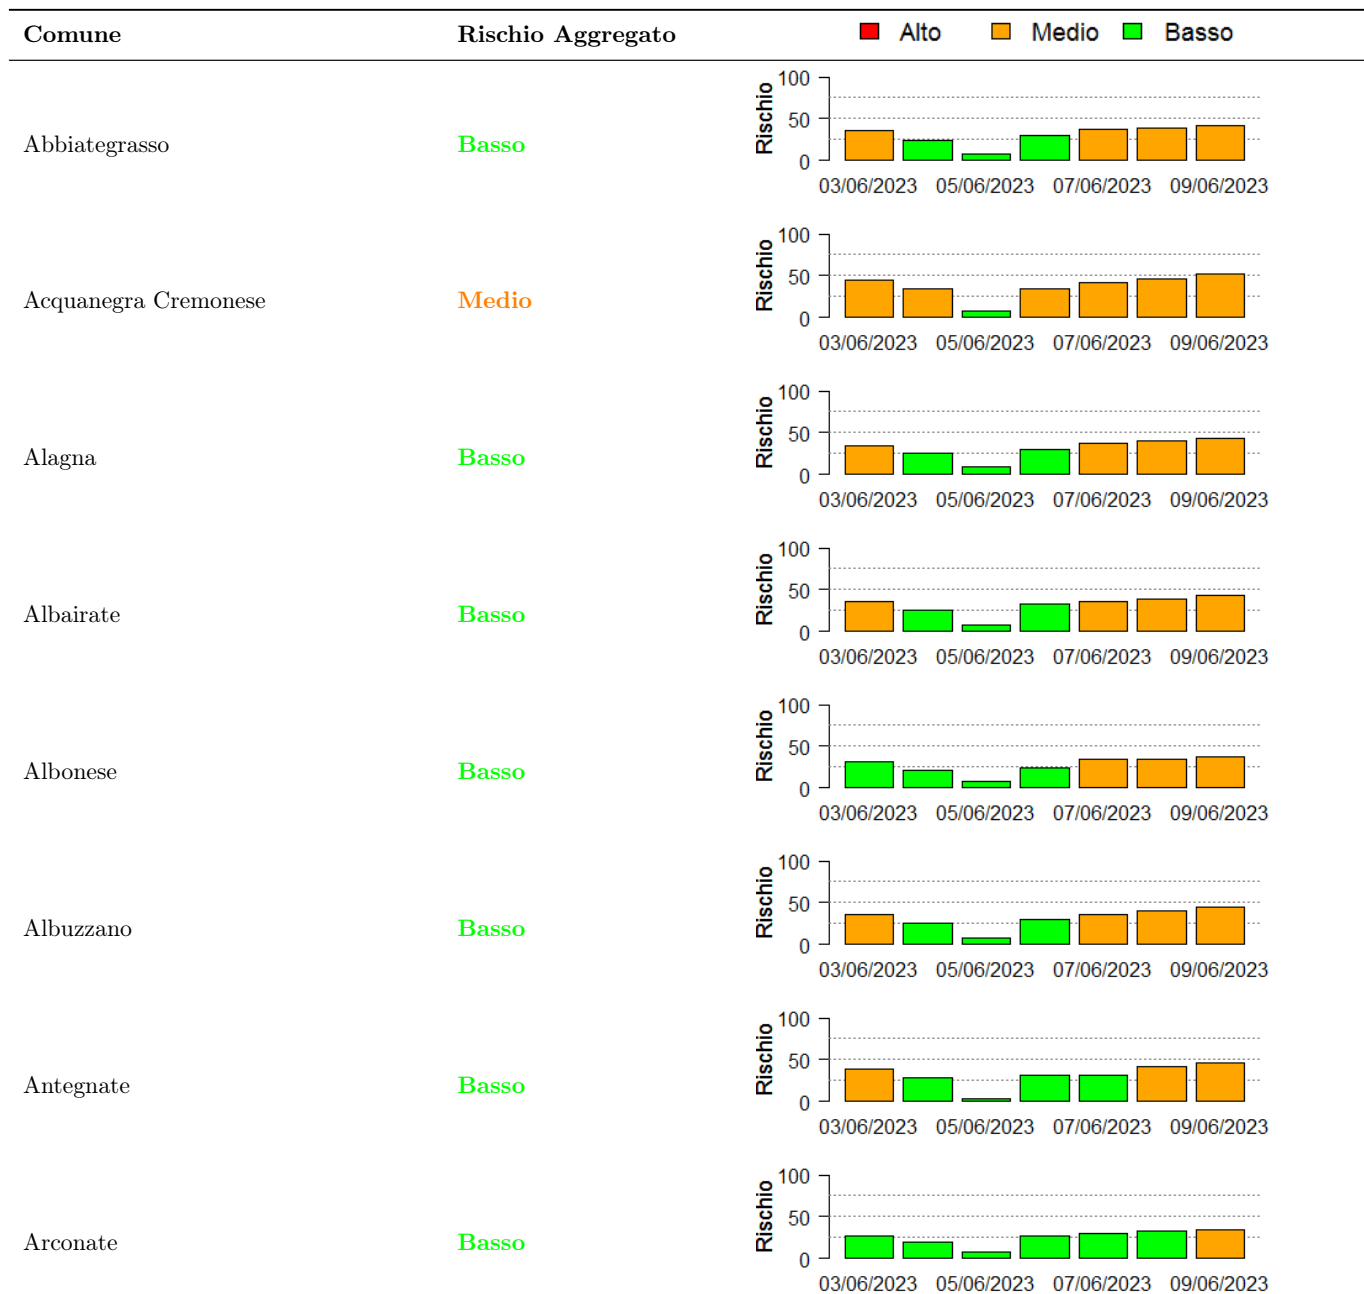 Comune Rischio Aggregato Alto Medio Basso
100
50
0
Rischio
Abbiategrasso Basso
03/06/2023 05/06/2023 07/06/2023 09/06/2023
100
50
0
Rischio
Acquanegra Cremonese Medio
03/06/2023 05/06/2023 07/06/2023 09/06/2023
100
50
0
Rischio
Alagna Basso
03/06/2023 05/06/2023 07/06/2023 09/06/2023
100
50
0
Rischio
Albairate Basso
03/06/2023 05/06/2023 07/06/2023 09/06/2023
100
50
0
Rischio
Albonese Basso
03/06/2023 05/06/2023 07/06/2023 09/06/2023
100
50
0
Rischio
Albuzzano Basso
03/06/2023 05/06/2023 07/06/2023 09/06/2023
100
50
0
Rischio
Antegnate Basso
03/06/2023 05/06/2023 07/06/2023 09/06/2023
100
50
0
Rischio
Arconate Basso
03/06/2023 05/06/2023 07/06/2023 09/06/2023